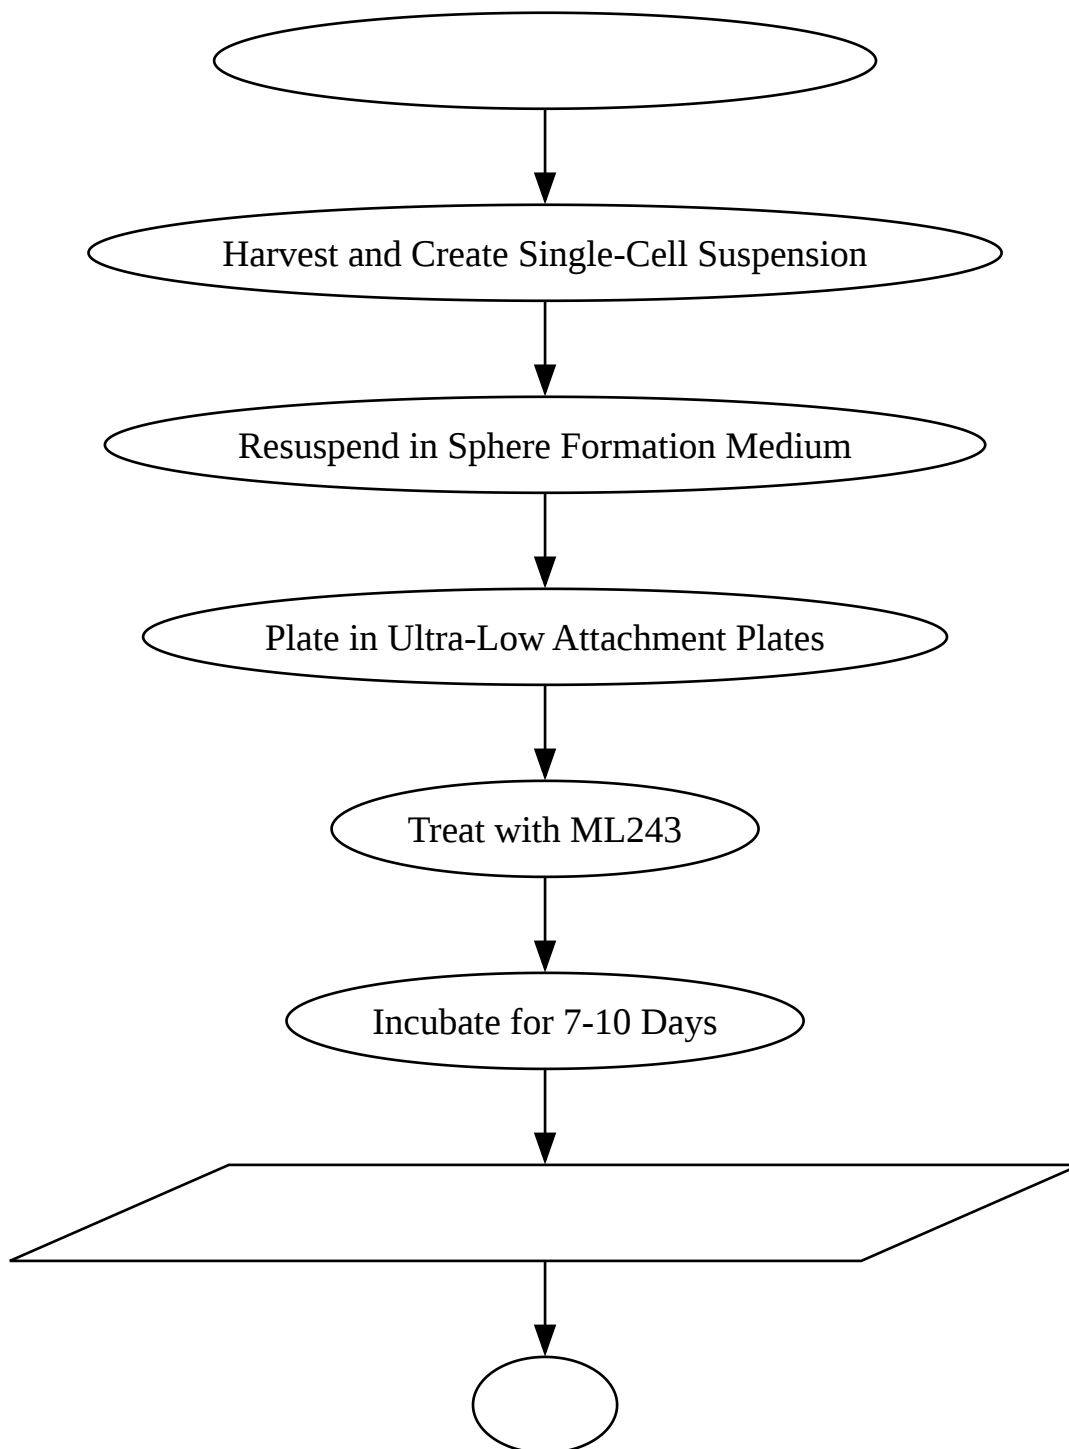 Harvest and Create Single-Cell Suspension
Resuspend in Sphere Formation Medium
Plate in Ultra-Low Attachment Plates
Treat with ML243
Incubate for 7-10 Days